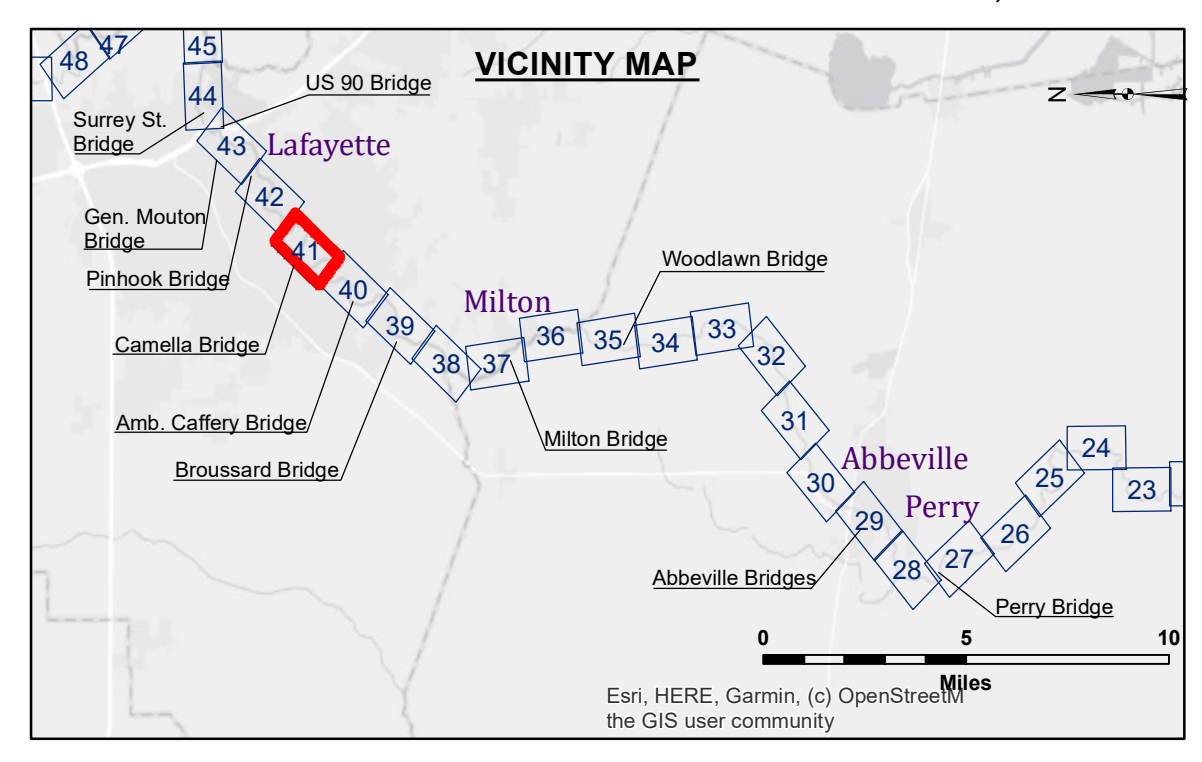 VICINITY MAP
47
48
45
44
US 90 Bridge
Surrey St.
Bridge
43
Lafayette
42
Gen. Mouton
Bridge
Pinhook Bridge
41
40
Camella Bridge
39
38
Milton
37
36
35
34
33
32
Woodlawn Bridge
Amb. Caffery Bridge
Broussard Bridge
Milton Bridge
31
30
Abbeville
Perry
29
28
27
26
25
24
23
Abbeville Bridges
Perry Bridge
N
0 5 10
Miles
Esri, HERE, Garmin, (c) OpenStreetM
the GIS user community